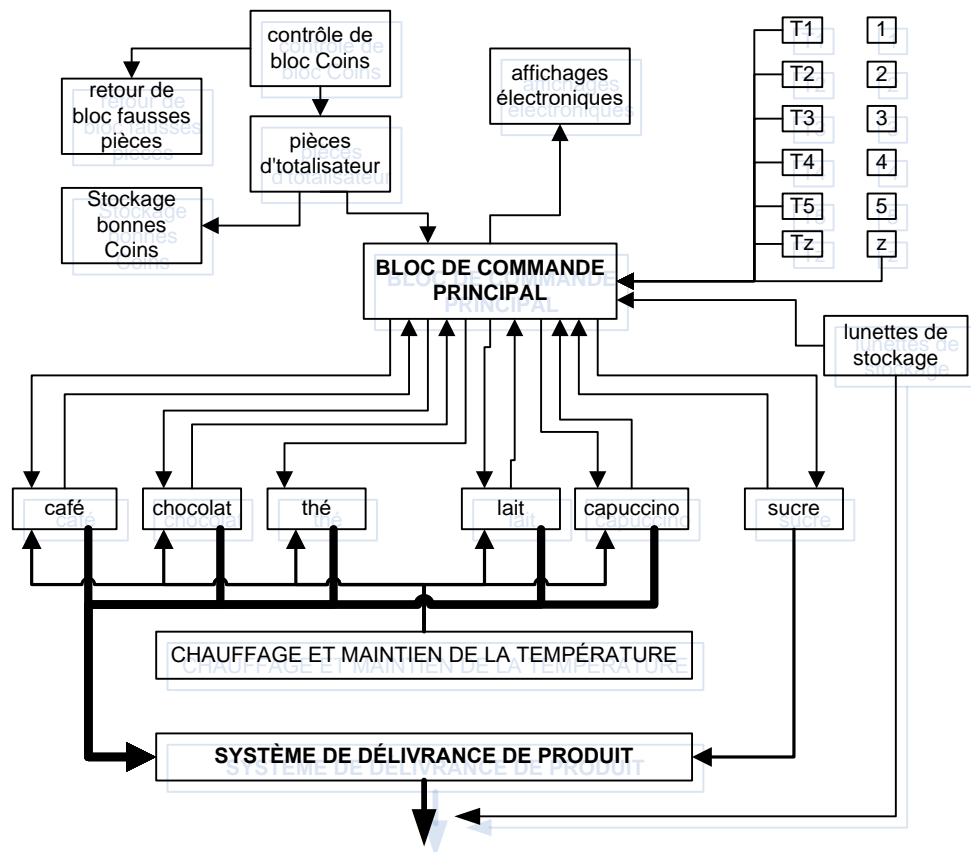 contrôle de
bloc Coins
affichages
électroniques
retour de
bloc fausses
pièces
pièces
d'totalisateur
Stockage
bonnes
Coins
T1 1
T2 2
T3 3
T4 4
T5 5
Tz z
BLOC DE COMMANDE
PRINCIPAL
lunettes de
stockage
café
chocolat
thé
lait
capuccino
sucre
CHAUFFAGE ET MAINTIEN DE LA TEMPÉRATURE
SYSTÈME DE DÉLIVRANCE DE PRODUIT